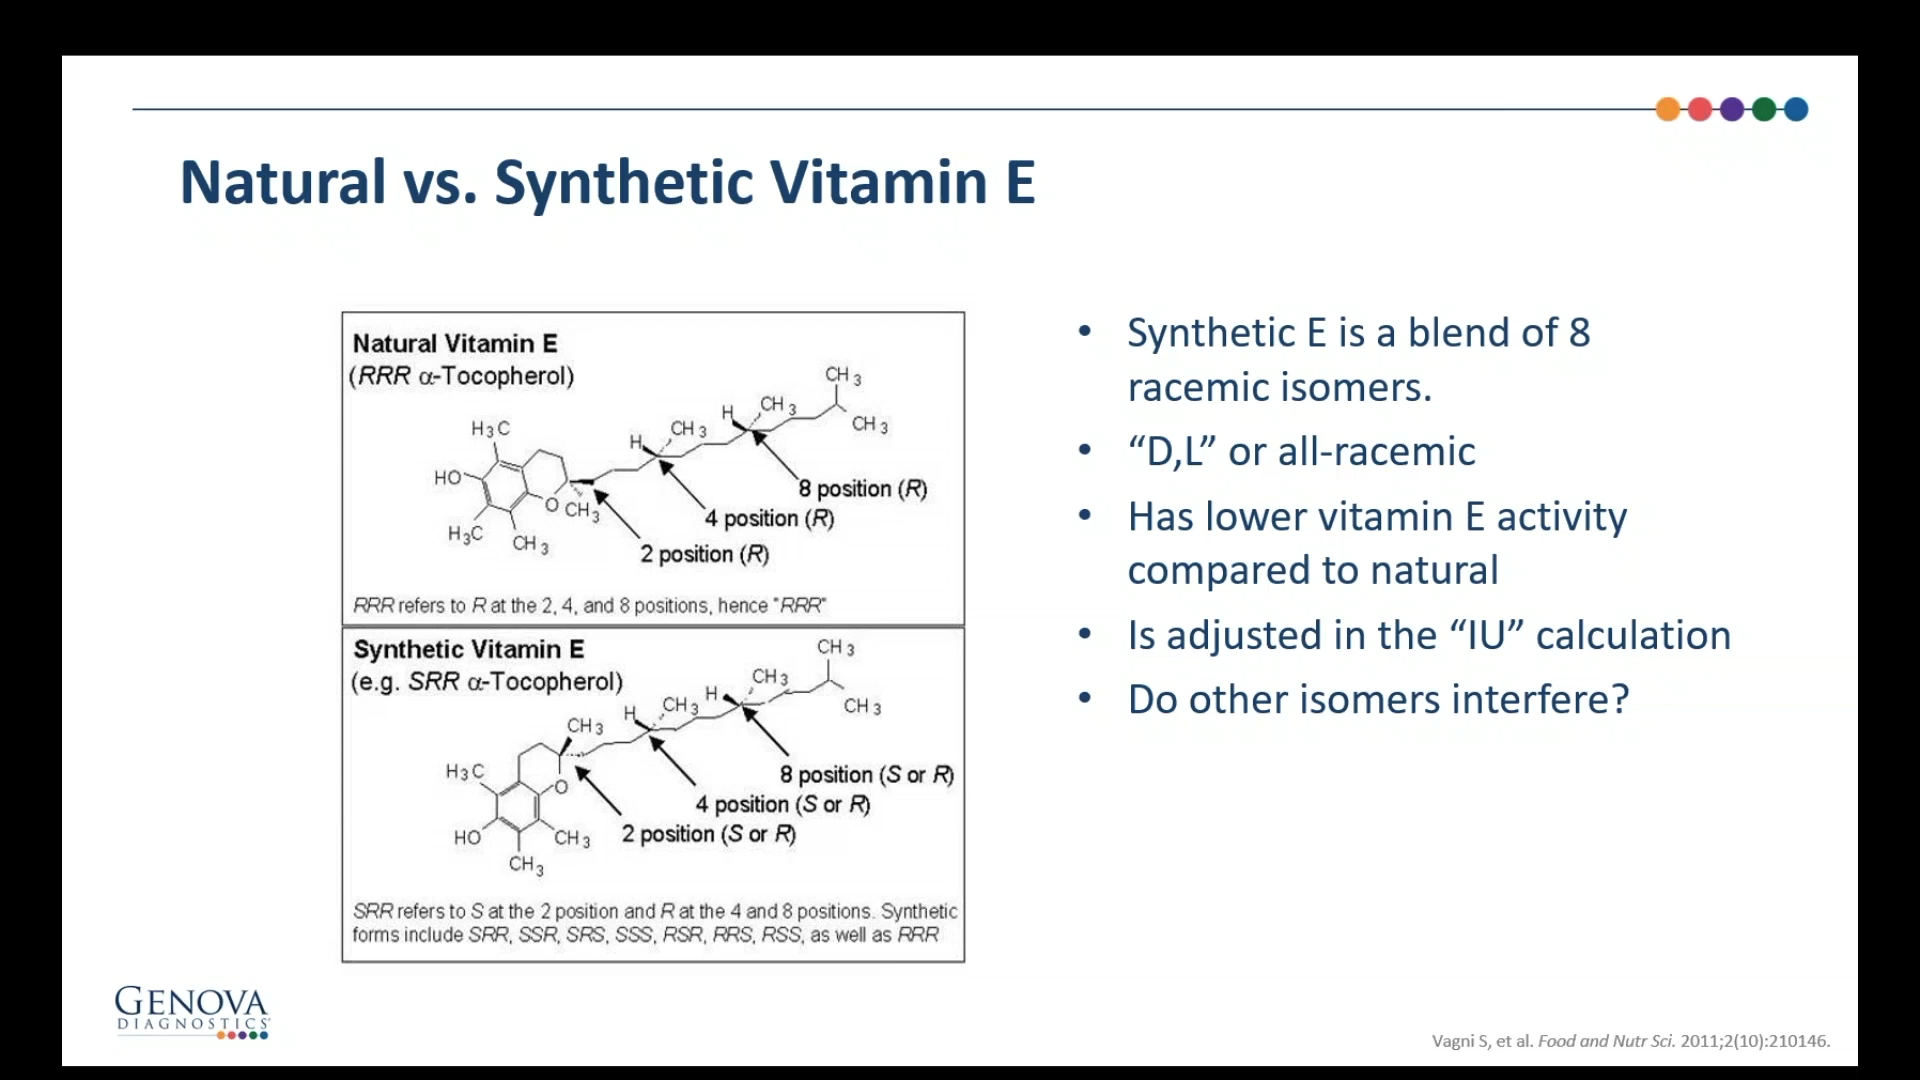 Natural vs. Synthetic Vitamin E
Natural Vitamin E
(RRR α-Tocopherol)
CH3
CH3
H
CH3
CH3
H
H3C
HO
O
CH3
H3C
CH3
8 position (R)
4 position (R)
2 position (R)
RRR refers to R at the 2, 4, and 8 positions, hence "RRR"
Synthetic Vitamin E
(e.g. SRR α-Tocopherol)
CH3
CH3
H
CH3
CH3
H
CH3
H3C
O
HO
CH3
CH3
8 position (S or R)
4 position (S or R)
2 position (S or R)
SRR refers to S at the 2 position and R at the 4 and 8 positions. Synthetic
forms include SRR, SSR, SRS, SSS, RSR, RRS, RSS, as well as RRR
• Synthetic E is a blend of 8
racemic isomers.
• “D,L” or all-racemic
• Has lower vitamin E activity
compared to natural
• Is adjusted in the “IU” calculation
• Do other isomers interfere?
GENOVA
DIAGNOSTICS
Vagni S, et al. Food and Nutr Sci. 2011;2(10):210146.